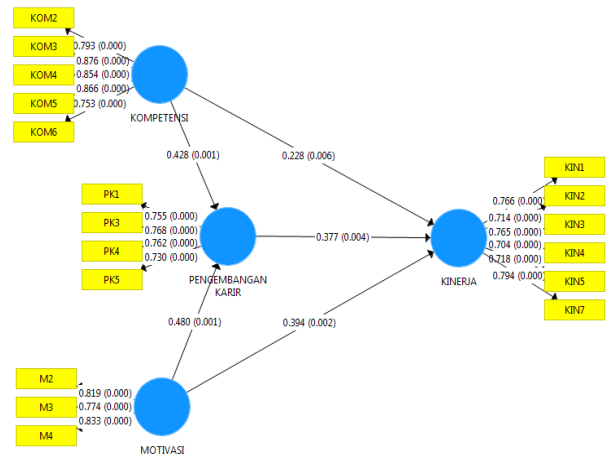 KOM2
KOM3
KOM4
KOM5
KOM6
0.793 (0.000)
0.876 (0.000)
0.854 (0.000)
0.866 (0.000)
0.753 (0.000)
KOMPETENSI
0.428 (0.001)
0.228 (0.006)
PK1
PK3
PK4
PK5
0.755 (0.000)
0.768 (0.000)
0.762 (0.000)
0.730 (0.000)
PENGEMBANGAN
KARIR
0.377 (0.004)
KIN1
KIN2
KIN3
KIN4
KIN5
KIN7
0.766 (0.000)
0.714 (0.000)
0.765 (0.000)
0.704 (0.000)
0.718 (0.000)
0.794 (0.000)
KINERJA
0.480 (0.001)
0.394 (0.002)
M2
M3
M4
0.819 (0.000)
0.774 (0.000)
0.833 (0.000)
MOTIVASI